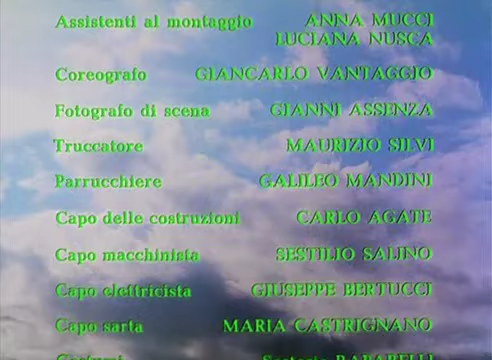 Assistenti al montaggio ANNA MUCCI
LUCIANA NUSCA
Coreografo GIANCARLO VANTAGGIO
Fotografo di scena GIANNI ASSENZA
Truccatore MAURIZIO SILVI
Parrucchiere GALILEO MANDINI
Capo delle costruzioni CARLO AGATE
Capo macchinista SESTILIO SALINO
Capo elettricista GIUSEPPE BERTUCCI
Capo sarta MARIA CASTRIGNANO